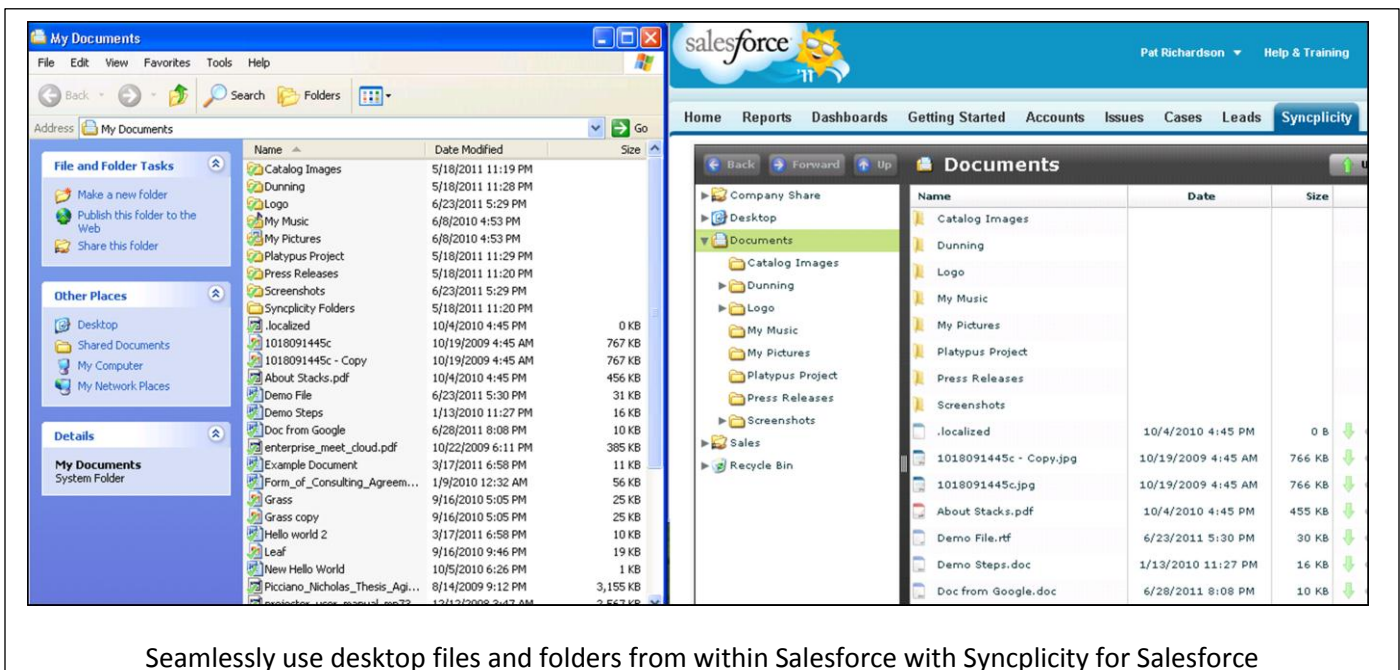 My Documents
File Edit View Favorites Tools Help
Back Search Folders
Address My Documents Go
File and Folder Tasks
Make a new folder
Publish this folder to the
Web
Share this folder
Other Places
Desktop
Shared Documents
My Computer
My Network Places
Details
My Documents
System Folder
Name Date Modified Size
Catalog Images 5/18/2011 11:19 PM
Dunning 5/18/2011 11:28 PM
Logo 6/23/2011 5:29 PM
My Music 6/8/2010 4:53 PM
My Pictures 6/8/2010 4:53 PM
Platypus Project 5/18/2011 11:29 PM
Press Releases 5/18/2011 11:20 PM
Screenshots 6/23/2011 5:29 PM
Syncplicity Folders 5/18/2011 11:20 PM
.localized 10/4/2010 4:45 PM 0 KB
1018091445c 10/19/2009 4:45 AM 767 KB
1018091445c - Copy 10/19/2009 4:45 AM 767 KB
About Stacks.pdf 10/4/2010 4:45 PM 456 KB
Demo File 6/23/2011 5:30 PM 31 KB
Demo Steps 1/13/2010 11:27 PM 16 KB
Doc from Google 6/28/2011 8:08 PM 10 KB
enterprise_meet_cloud.pdf 10/22/2009 6:11 PM 385 KB
Example Document 3/17/2011 6:58 PM 11 KB
Form_of_Consulting_Agreem... 1/9/2010 12:32 AM 56 KB
Grass 9/16/2010 5:05 PM 25 KB
Grass copy 9/16/2010 5:05 PM 25 KB
Hello world 2 3/17/2011 6:58 PM 10 KB
Leaf 9/16/2010 9:46 PM 19 KB
New Hello World 10/5/2010 6:26 PM 1 KB
Picciano_Nicholas_Thesis_Agi... 8/14/2009 9:12 PM 3,155 KB
projector_user_manual_mp73... 12/12/2008 3:47 AM 2,567 KB
salesforce
'11
Pat Richardson Help & Training
Home Reports Dashboards Getting Started Accounts Issues Cases Leads Syncplicity
Back Forward Up Documents
Company Share
Desktop
Documents
Catalog Images
Dunning
Logo
My Music
My Pictures
Platypus Project
Press Releases
Screenshots
Sales
Recycle Bin
Name Date Size
Catalog Images
Dunning
Logo
My Music
My Pictures
Platypus Project
Press Releases
Screenshots
.localized 10/4/2010 4:45 PM 0 B
1018091445c - Copy.jpg 10/19/2009 4:45 AM 766 KB
1018091445c.jpg 10/19/2009 4:45 AM 766 KB
About Stacks.pdf 10/4/2010 4:45 PM 455 KB
Demo File.rtf 6/23/2011 5:30 PM 30 KB
Demo Steps.doc 1/13/2010 11:27 PM 16 KB
Doc from Google.doc 6/28/2011 8:08 PM 10 KB
Seamlessly use desktop files and folders from within Salesforce with Syncplicity for Salesforce